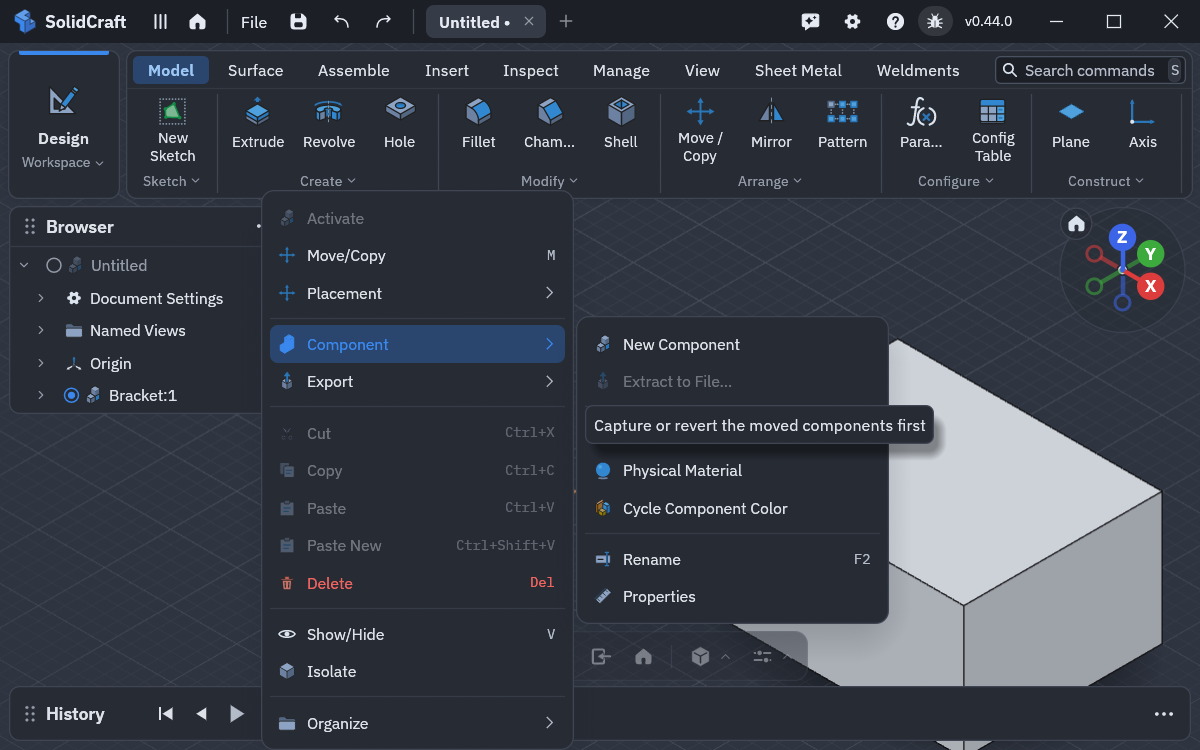 SolidCraft
File
Untitled •
v0.44.0
Design
Workspace
Model
Surface
Assemble
Insert
Inspect
Manage
View
Sheet Metal
Weldments
Search commands
S
New
Sketch
Extrude
Revolve
Hole
Fillet
Cham...
Shell
Move /
Copy
Mirror
Pattern
Para...
Config
Table
Plane
Axis
Sketch
Create
Modify
Arrange
Configure
Construct
Browser
Untitled
Document Settings
Named Views
Origin
Bracket:1
Activate
Move/Copy M
Placement
Component
Export
Cut Ctrl+X
Copy Ctrl+C
Paste Ctrl+V
Paste New Ctrl+Shift+V
Delete Del
Show/Hide V
Isolate
Organize
New Component
Extract to File...
Capture or revert the moved components first
Physical Material
Cycle Component Color
Rename F2
Properties
Z
Y
X
History